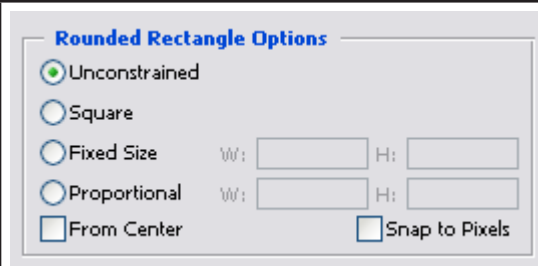 Rounded Rectangle Options
Unconstrained
Square
Fixed Size W: H:
Proportional W: H:
From Center Snap to Pixels